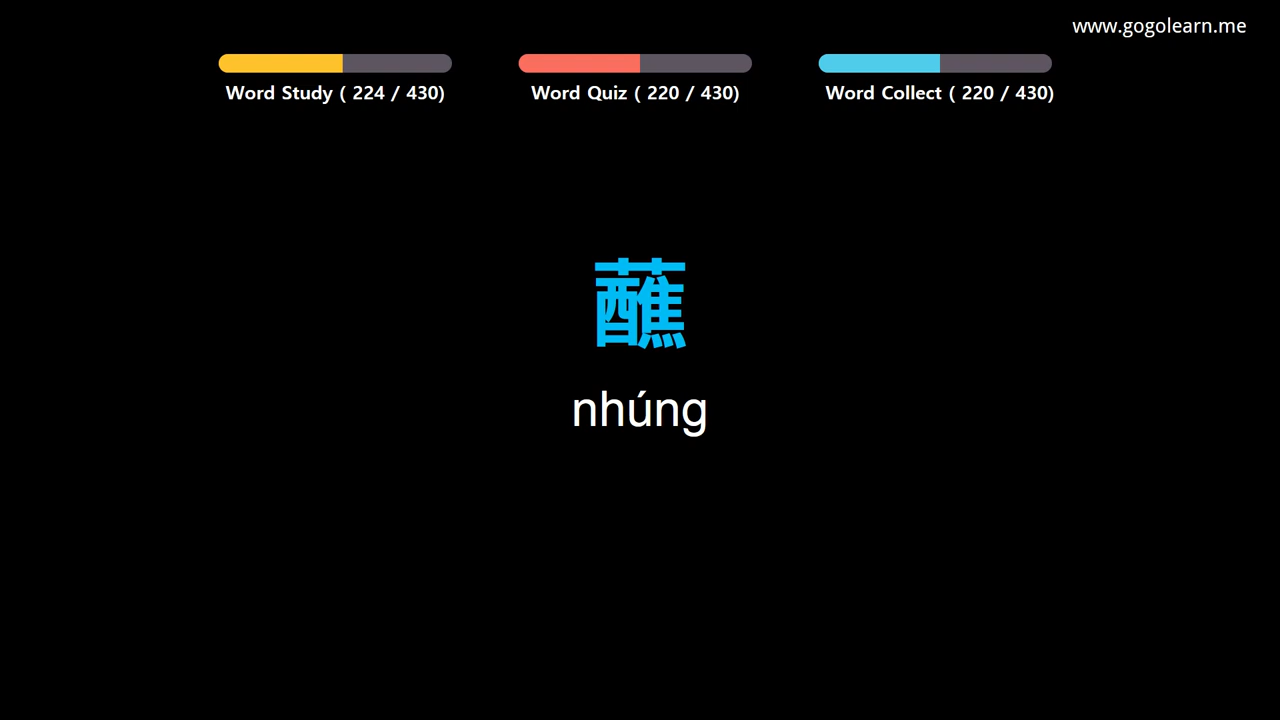 www.gogolearn.me
Word Study ( 224 / 430)
Word Quiz ( 220 / 430)
Word Collect ( 220 / 430)
蘸
nhúng